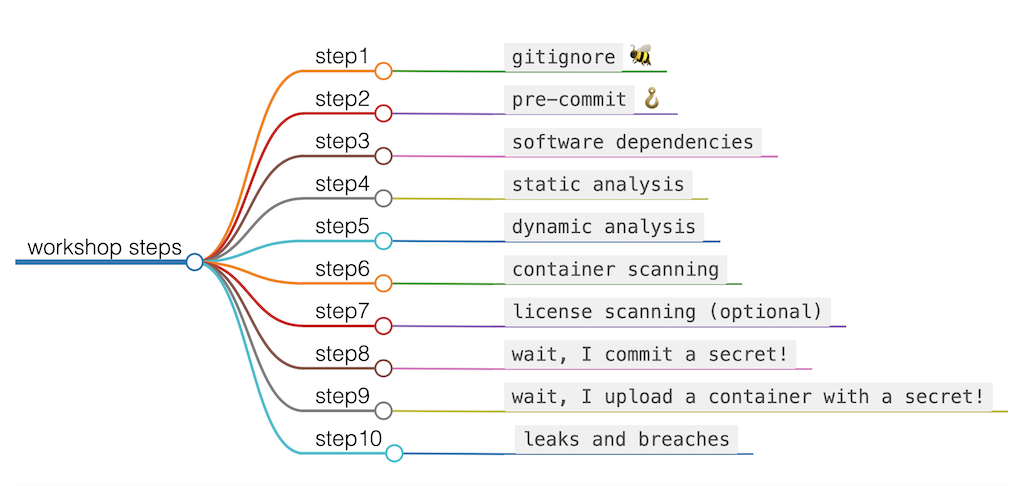 step1 gitignore 🐝
step2 pre-commit 🪝
step3 software dependencies
step4 static analysis
workshop steps
step5 dynamic analysis
step6 container scanning
step7 license scanning (optional)
step8 wait, I commit a secret!
step9 wait, I upload a container with a secret!
step10 leaks and breaches